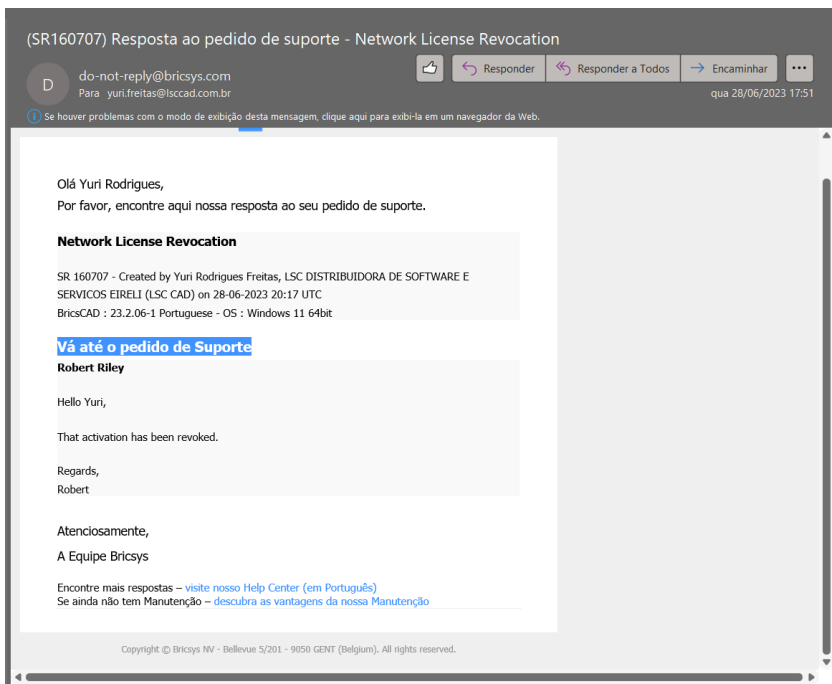 (SR160707) Resposta ao pedido de suporte - Network License Revocation
D
do-not-reply@bricsys.com
Para yuri.freitas@lsccad.com.br
Responder
Responder a Todos
Encaminhar
qua 28/06/2023 17:51
Se houver problemas com o modo de exibição desta mensagem, clique aqui para exibi-la em um navegador da Web.
Olá Yuri Rodrigues,
Por favor, encontre aqui nossa resposta ao seu pedido de suporte.
Network License Revocation
SR 160707 - Created by Yuri Rodrigues Freitas, LSC DISTRIBUIDORA DE SOFTWARE E
SERVICOS EIRELI (LSC CAD) on 28-06-2023 20:17 UTC
BricsCAD : 23.2.06-1 Portuguese - OS : Windows 11 64bit
Vá até o pedido de Suporte
Robert Riley
Hello Yuri,
That activation has been revoked.
Regards,
Robert
Atenciosamente,
A Equipe Bricsys
Encontre mais respostas – visite nosso Help Center (em Português)
Se ainda não tem Manutenção – descubra as vantagens da nossa Manutenção
Copyright © Bricsys NV - Bellevue 5/201 - 9050 GENT (Belgium). All rights reserved.